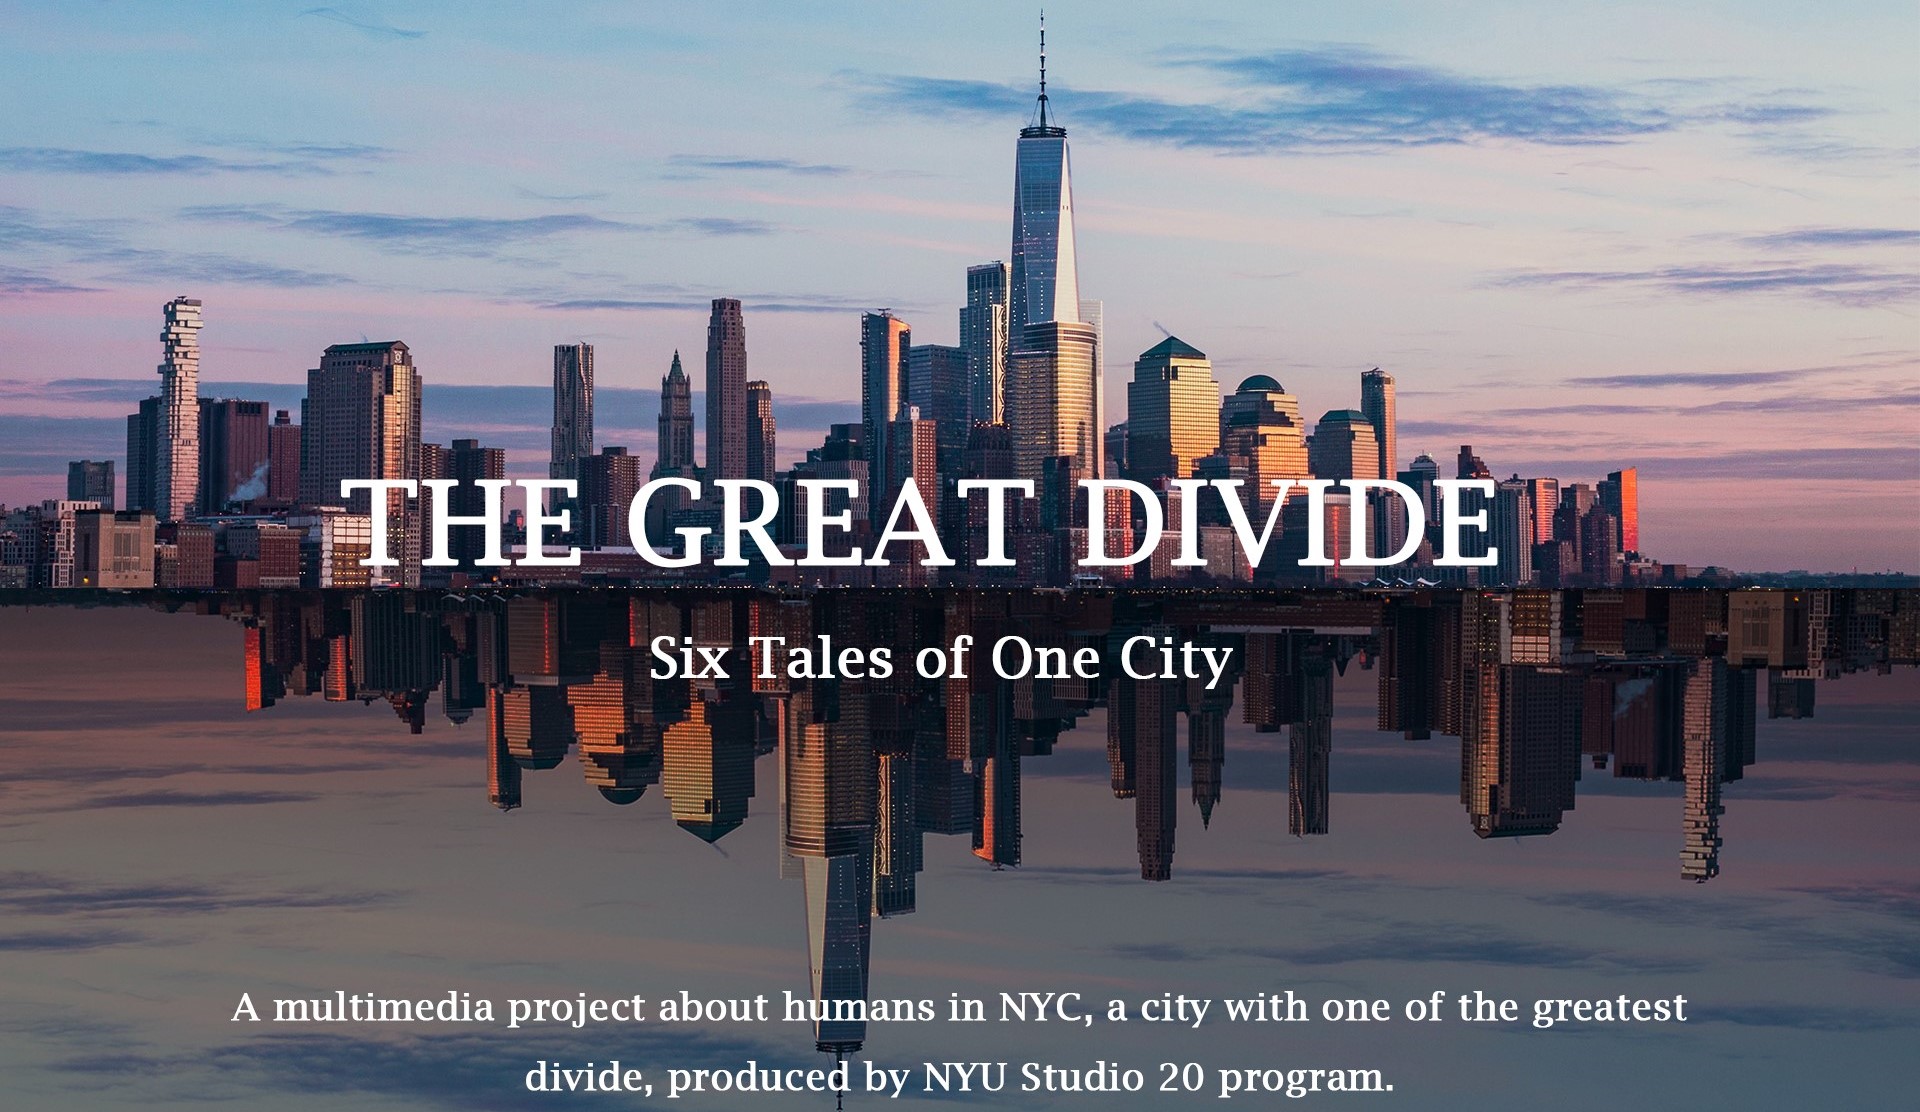 THE GREAT DIVIDE
Six Tales of One City
A multimedia project about humans in NYC, a city with one of the greatest
divide, produced by NYU Studio 20 program.